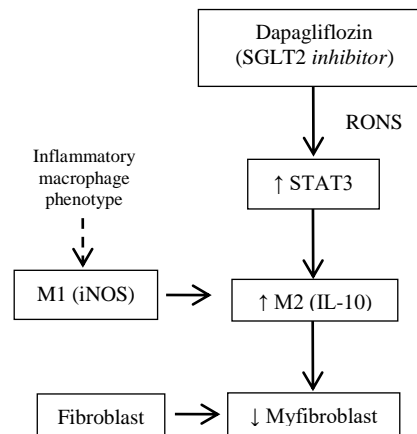 Dapagliflozin
(SGLT2 inhibitor)
RONS
Inflammatory
macrophage
phenotype
↑ STAT3
M1 (iNOS)
↑ M2 (IL-10)
Fibroblast
↓ Myfibroblast